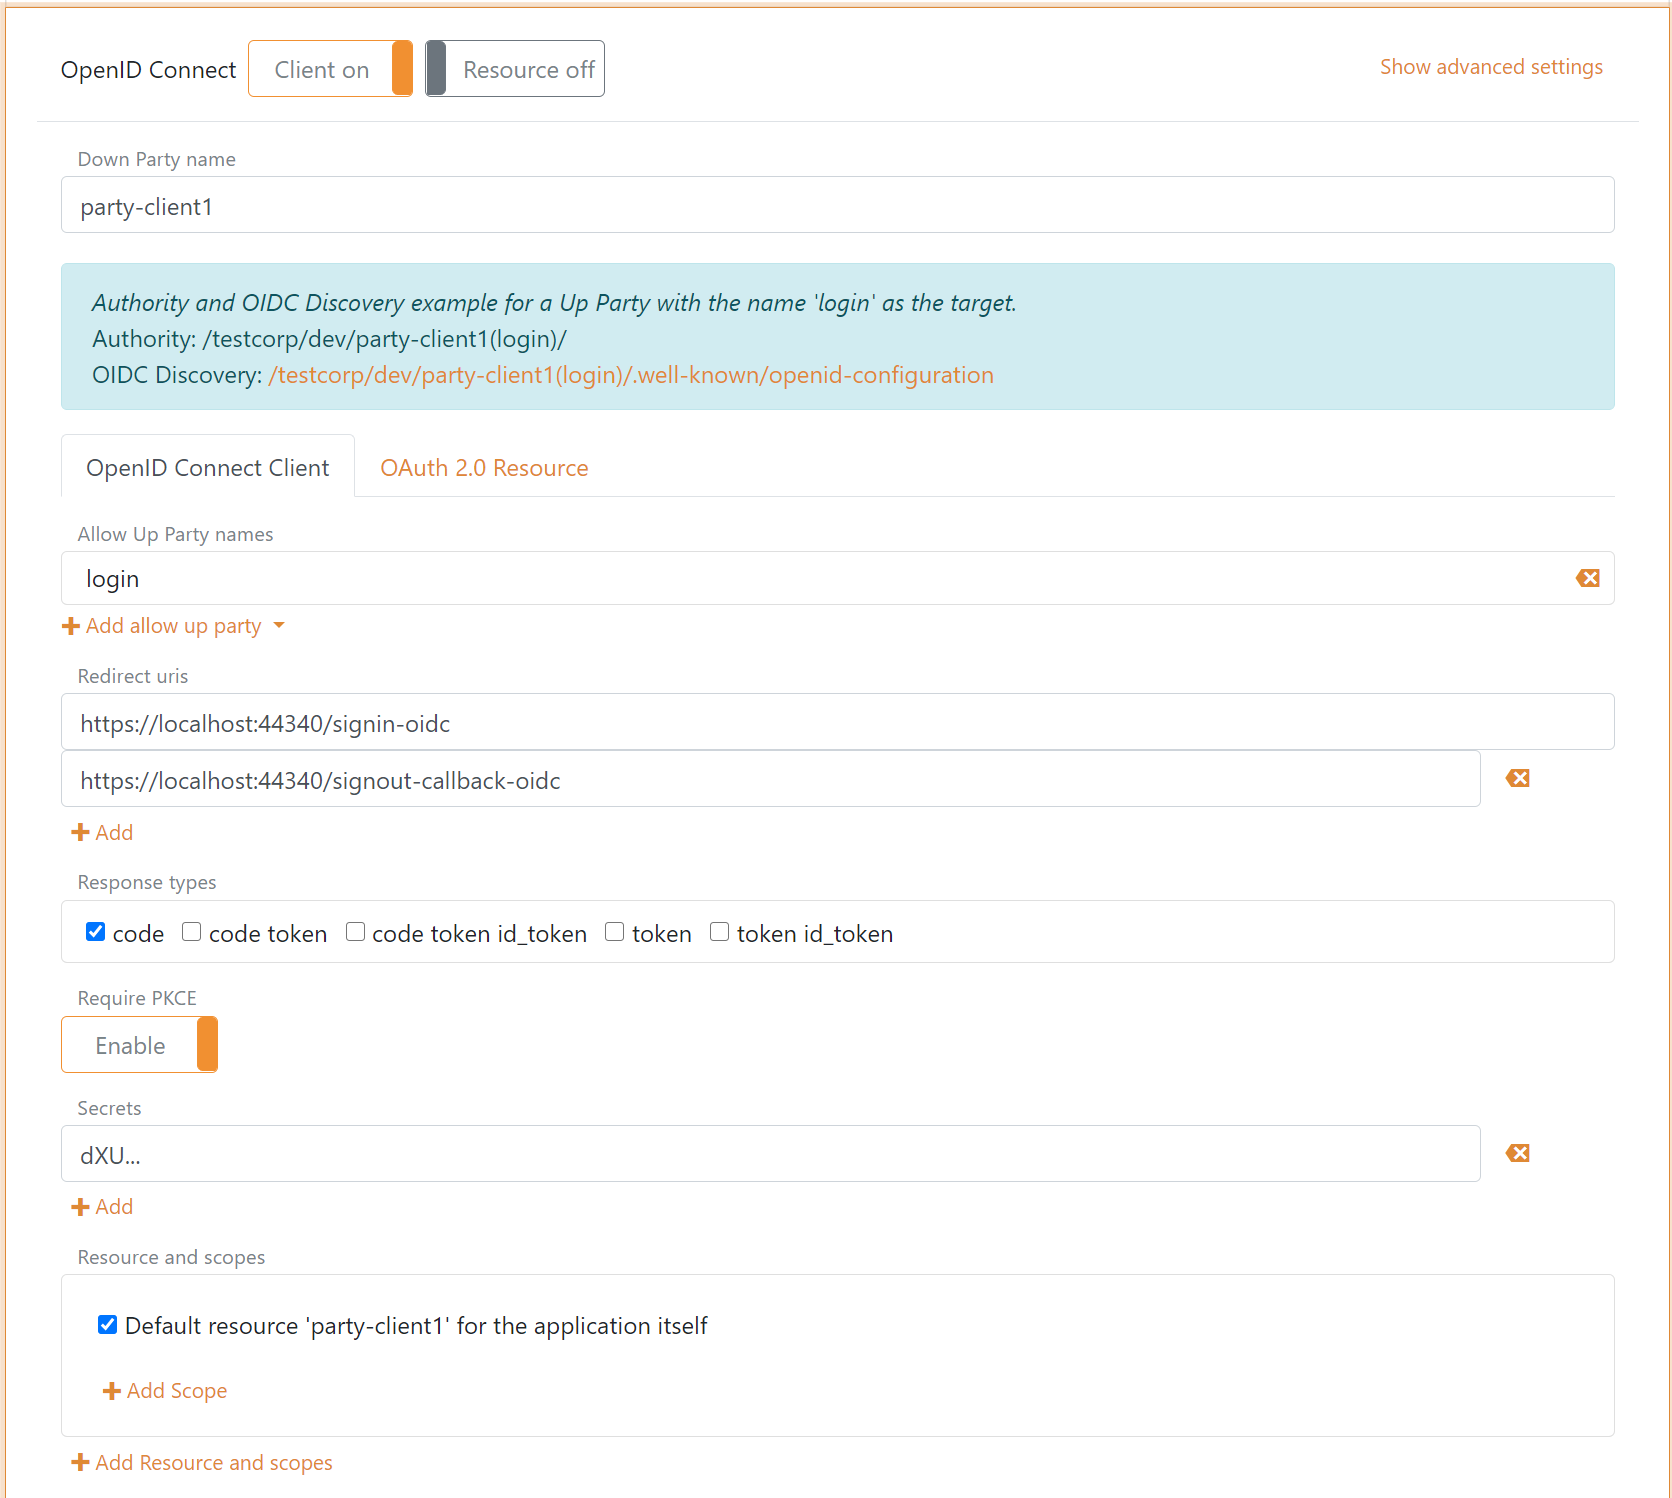 OpenID Connect Client on Resource off Show advanced settings
Down Party name
party-client1
Authority and OIDC Discovery example for a Up Party with the name 'login' as the target.
Authority: /testcorp/dev/party-client1(login)/
OIDC Discovery: /testcorp/dev/party-client1(login)/.well-known/openid-configuration
OpenID Connect Client OAuth 2.0 Resource
Allow Up Party names
login
Add allow up party
Redirect uris
https://localhost:44340/signin-oidc
https://localhost:44340/signout-callback-oidc
Add
Response types
code code token code token id_token token token id_token
Require PKCE
Enable
Secrets
dXU...
Add
Resource and scopes
Default resource 'party-client1' for the application itself
Add Scope
Add Resource and scopes